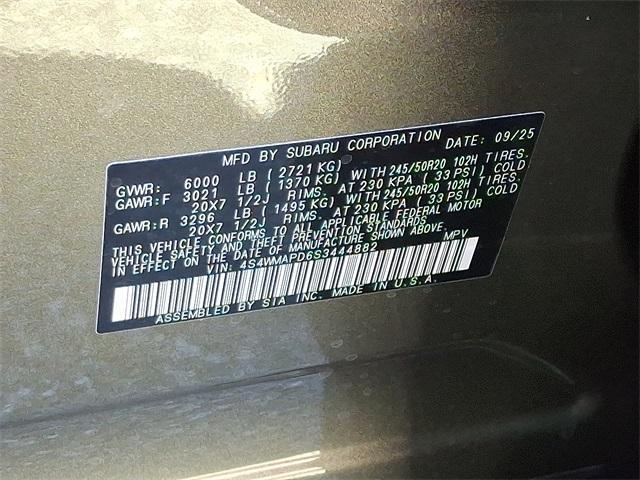 MFD BY SUBARU CORPORATION DATE: 09/25
GVWR: 6000 LB ( 2721 KG)
GAWR:F 3021 LB ( 1370 KG) WITH 245/50R20 102H TIRES.
20X7 1/2J RIMS. AT 230 KPA ( 33 PSI) COLD
GAWR:R 3296 LB ( 1495 KG) WITH 245/50R20 102H TIRES.
20X7 1/2J RIMS. AT 230 KPA ( 33 PSI) COLD
THIS VEHICLE CONFORMS TO ALL APPLICABLE FEDERAL MOTOR
VEHICLE SAFETY AND THEFT PREVENTION STANDARDS
IN EFFECT ON THE DATE OF MANUFACTURE SHOWN ABOVE.
VIN: 4S4WMAPD6S3444882 MPV
ASSEMBLED BY SIA INC. MADE IN U.S.A.